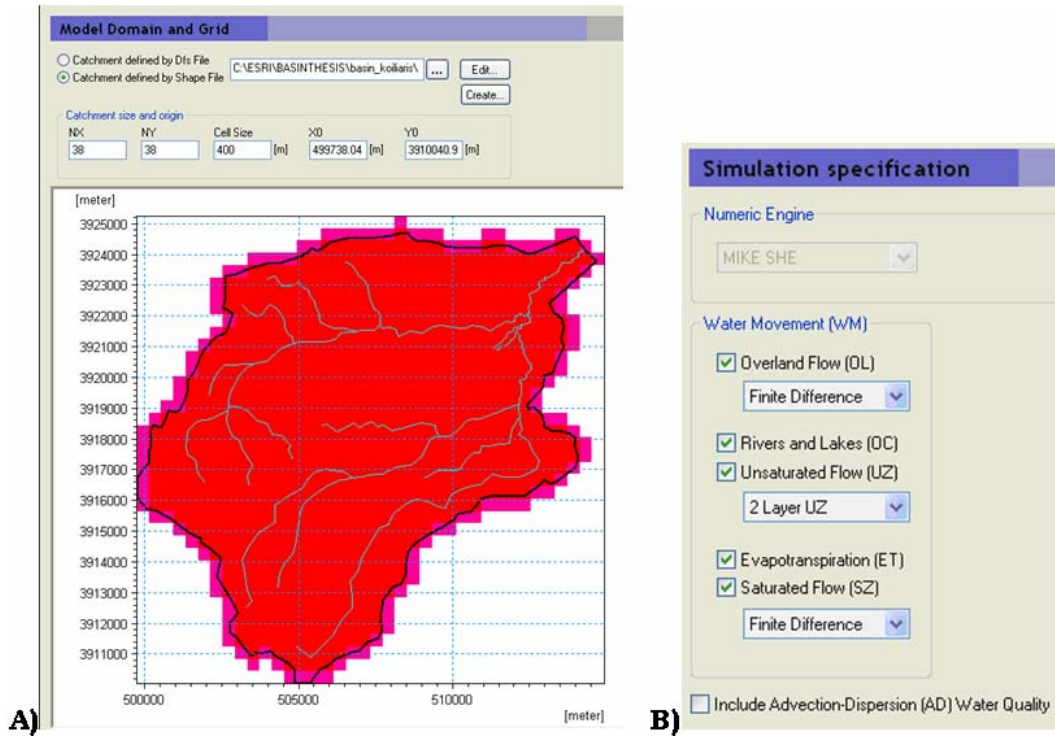 Model Domain and Grid
Catchment defined by Dfs File
Catchment defined by Shape File
C:\ESRI\BASINTHESIS\basin_koiliaris\
...
Edit...
Create...
Catchment size and origin
NX NY Cell Size X0 Y0
38 38 400 [m] 499738.04 [m] 3910040.9 [m]
[meter]
3925000
3924000
3923000
3922000
3921000
3920000
3919000
3918000
3917000
3916000
3915000
3914000
3913000
3912000
3911000
500000 505000 510000
[meter]
A)
Simulation specification
Numeric Engine
MIKE SHE
Water Movement (WM)
Overland Flow (OL)
Finite Difference
Rivers and Lakes (OC)
Unsaturated Flow (UZ)
2 Layer UZ
Evapotranspiration (ET)
Saturated Flow (SZ)
Finite Difference
Include Advection-Dispersion (AD) Water Quality
B)